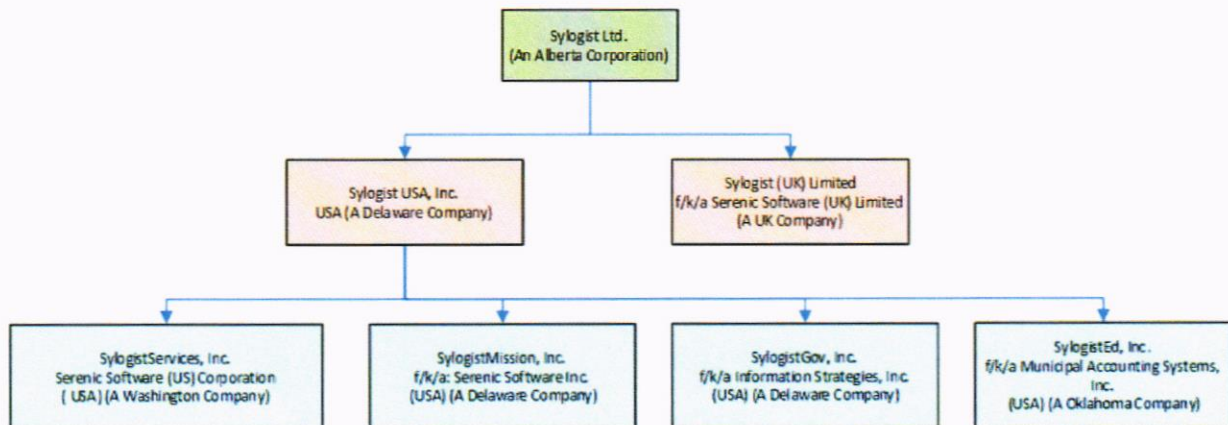 Sylogist Ltd.
(An Alberta Corporation)
Sylogist USA, Inc.
USA (A Delaware Company)
Sylogist (UK) Limited
f/k/a Serenic Software (UK) Limited
(A UK Company)
SylogistServices, Inc.
Serenic Software (US) Corporation
( USA) (A Washington Company)
SylogistMission, Inc.
f/k/a: Serenic Software Inc.
(USA) (A Delaware Company)
SylogistGov, Inc.
f/k/a Information Strategies, Inc.
(USA) (A Delaware Company)
SylogistEd, Inc.
f/k/a Municipal Accounting Systems,
Inc.
(USA) (A Oklahoma Company)